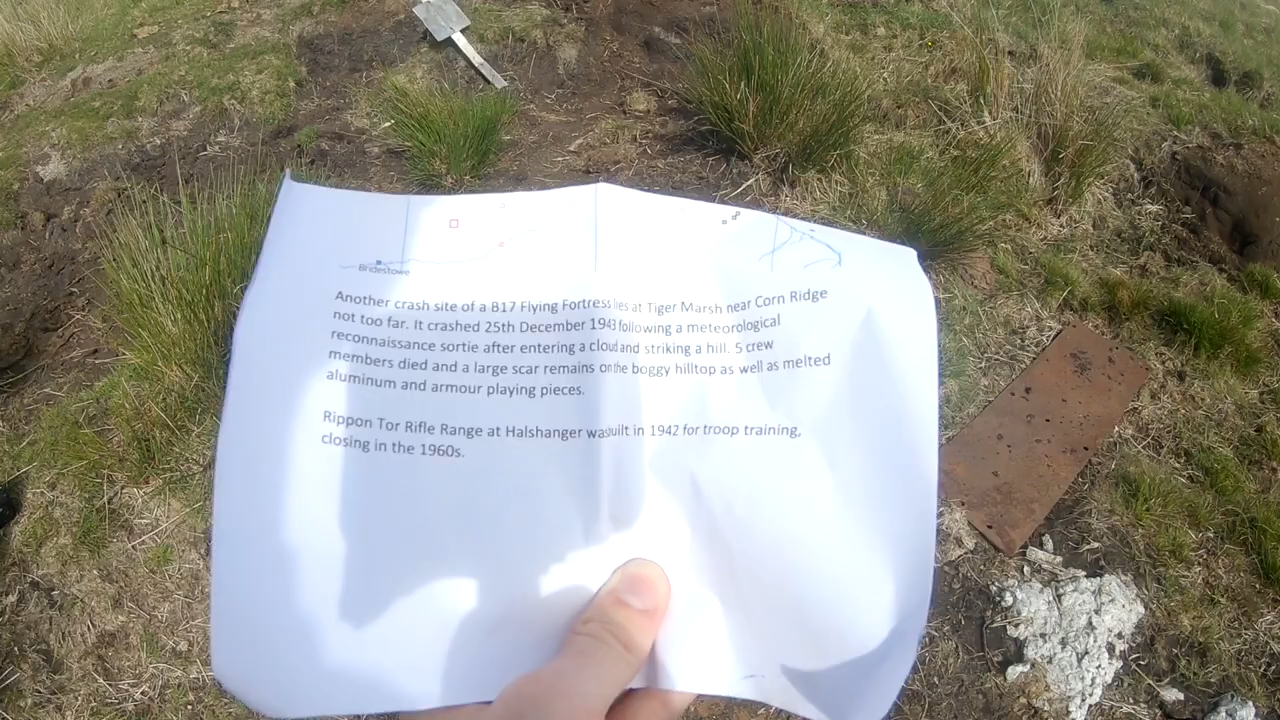 Bridestowe
Another crash site of a B17 Flying Fortress lies at Tiger Marsh near Corn Ridge
not too far. It crashed 25th December 1943 following a meteorological
reconnaissance sortie after entering a cloud and striking a hill. 5 crew
members died and a large scar remains on the boggy hilltop as well as melted
aluminum and armour playing pieces.
Rippon Tor Rifle Range at Halshanger was built in 1942 for troop training,
closing in the 1960s.